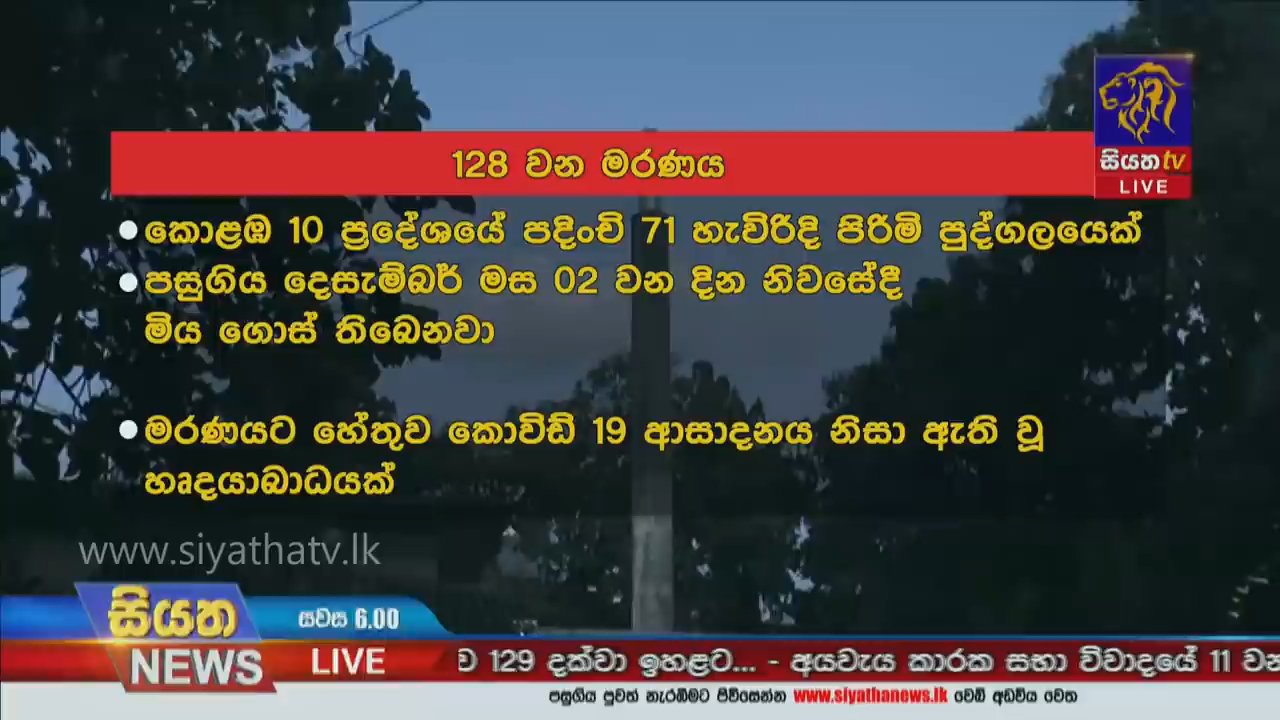 සියත tv
LIVE
128 වන මරණය
කොළඹ 10 ප්‍රදේශයේ පදිංචි 71 හැවිරිදි පිරිමි පුද්ගලයෙක්
පසුගිය දෙසැම්බර් මස 02 වන දින නිවසේදී
මිය ගොස් තිබෙනවා
මරණයට හේතුව කොවිඩ් 19 ආසාදනය නිසා ඇති වූ
හෘදයාබාධයක්
www.siyathatv.lk
සියත
NEWS
සවස 6.00
LIVE
ව 129 දක්වා ඉහළට... - අයවැය කාරක සභා විවාදයේ 11 වන
පසුගිය පුවත් නැරඹීමට පිවිසෙන්න www.siyathanews.lk වෙබ් අඩවිය වෙත